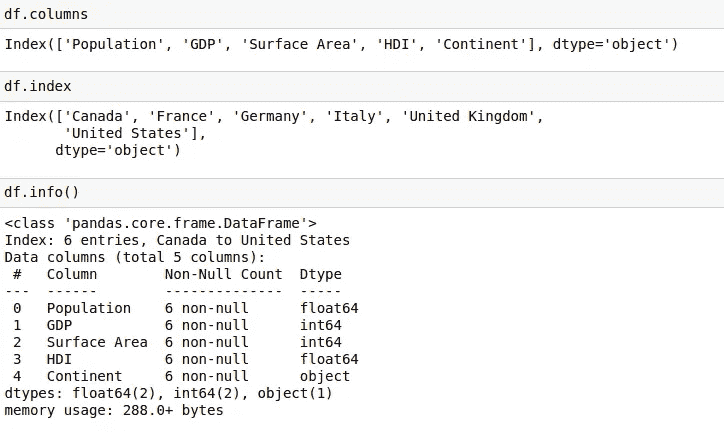 df.columns
Index(['Population', 'GDP', 'Surface Area', 'HDI', 'Continent'], dtype='object')
df.index
Index(['Canada', 'France', 'Germany', 'Italy', 'United Kingdom',
       'United States'],
      dtype='object')
df.info()
<class 'pandas.core.frame.DataFrame'>
Index: 6 entries, Canada to United States
Data columns (total 5 columns):
 #   Column        Non-Null Count  Dtype
---  ------        --------------  -----
 0   Population    6 non-null      float64
 1   GDP           6 non-null      int64
 2   Surface Area  6 non-null      int64
 3   HDI           6 non-null      float64
 4   Continent     6 non-null      object
dtypes: float64(2), int64(2), object(1)
memory usage: 288.0+ bytes